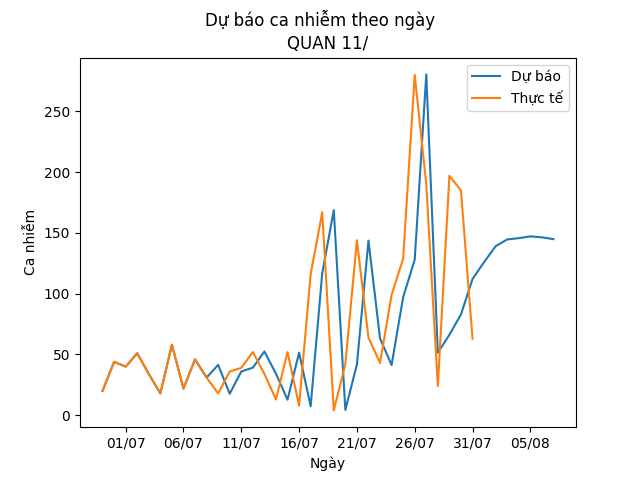 Dự báo ca nhiễm theo ngày
QUAN 11/
Dự báo
Thực tế
Ca nhiễm
250
200
150
100
50
0
01/07 06/07 11/07 16/07 21/07 26/07 31/07 05/08
Ngày